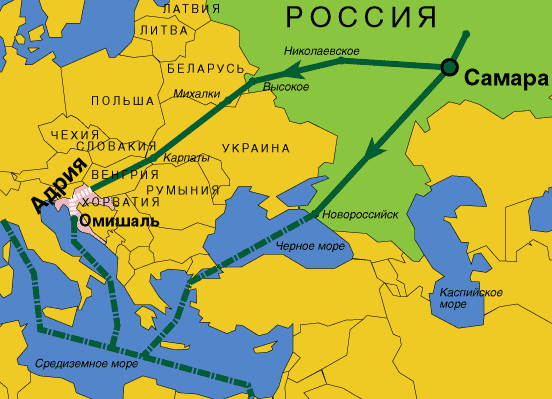 ЛАТВИЯ
РОССИЯ
ЛИТВА
Николаевское
БЕЛАРУСЬ
Самара
Высокое
Михалки
ПОЛЬША
ЧЕХИЯ
СЛОВАКИЯ
УКРАИНА
Карпаты
Адрия
ВЕНГРИЯ
РУМЫНИЯ
ХОРВАТИЯ
Омишаль
Новороссийск
Черное море
Каспийское
море
Средиземное море